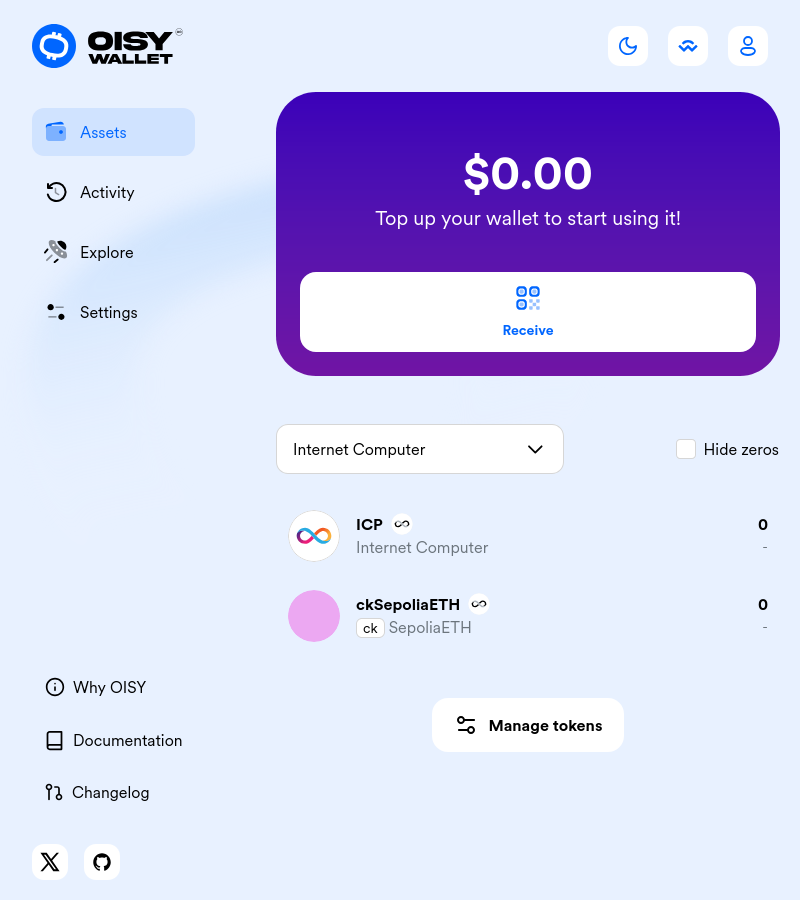 OISY
WALLET
Assets
Activity
Explore
Settings
$0.00
Top up your wallet to start using it!
Receive
Internet Computer
Hide zeros
ICP
0
Internet Computer
-
ckSepoliaETH
0
ck SepoliaETH
-
Manage tokens
Why OISY
Documentation
Changelog